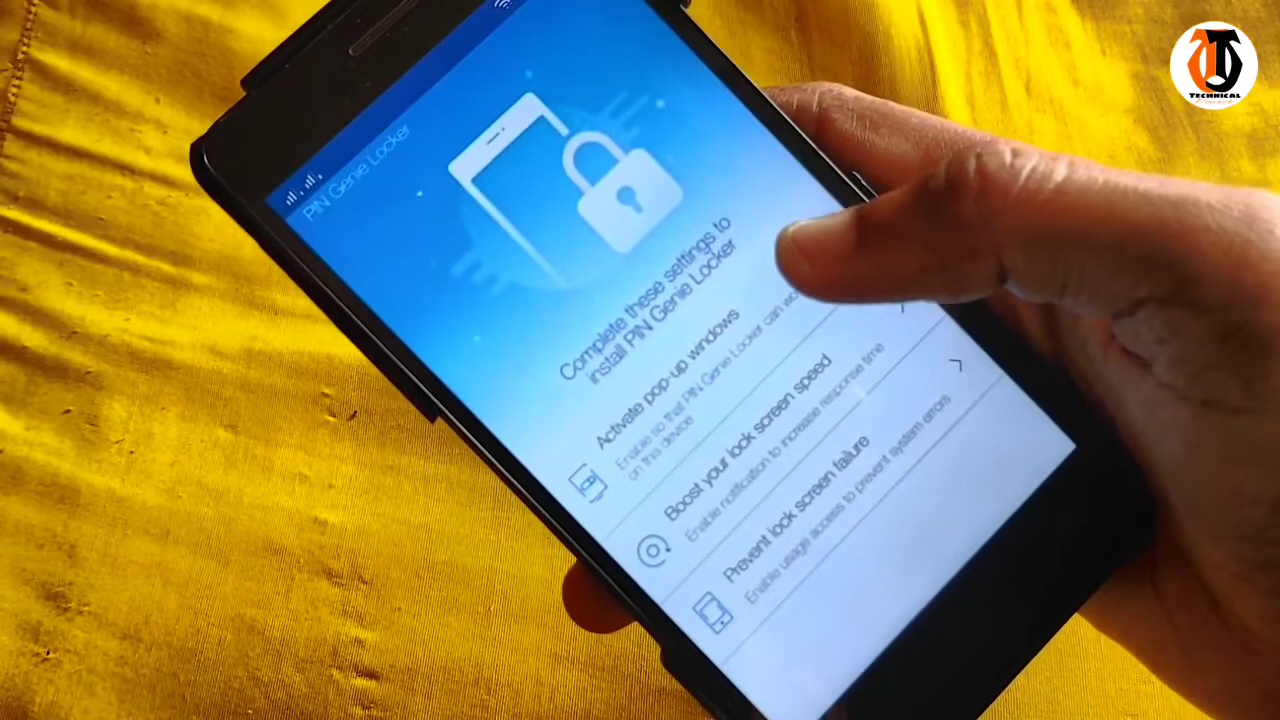 PIN Genie Locker
Complete these settings to
install PIN Genie Locker
Activate pop-up windows
Enable so that PIN Genie Locker can
on this device
Boost your lock screen speed
Enable notification to increase response time
Prevent lock screen failure
Enable usage access to prevent system errors
TECHNICAL